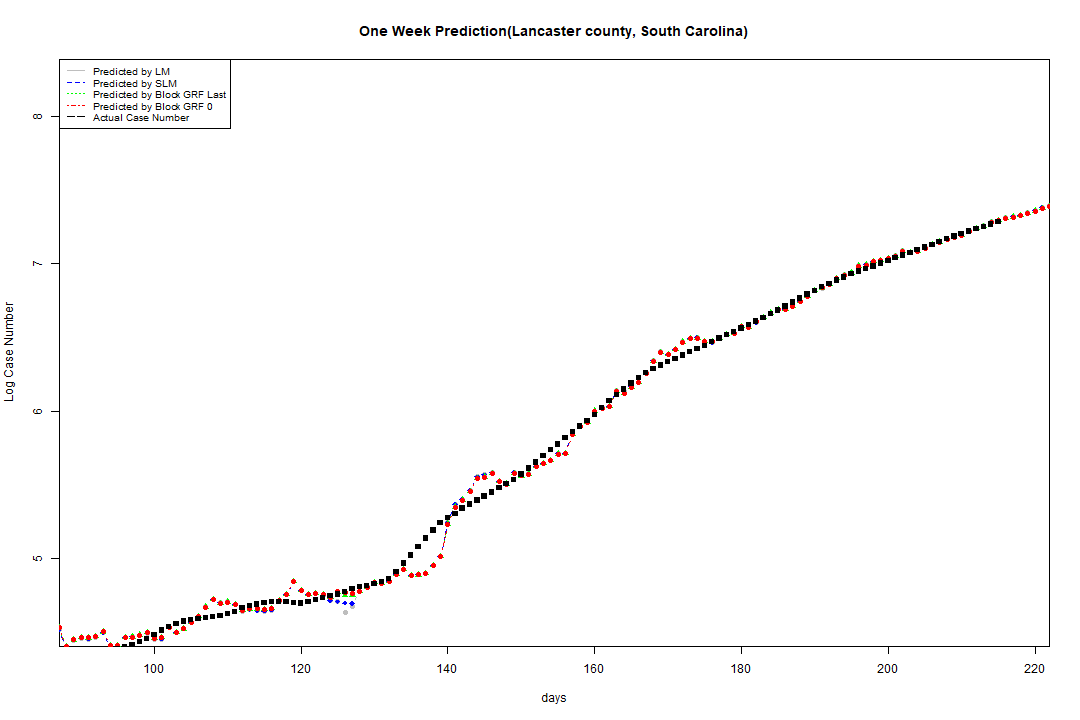 One Week Prediction(Lancaster county, South Carolina)
Predicted by LM
Predicted by SLM
Predicted by Block GRF Last
Predicted by Block GRF 0
Actual Case Number
8
7
6
5
Log Case Number
100 120 140 160 180 200 220
days